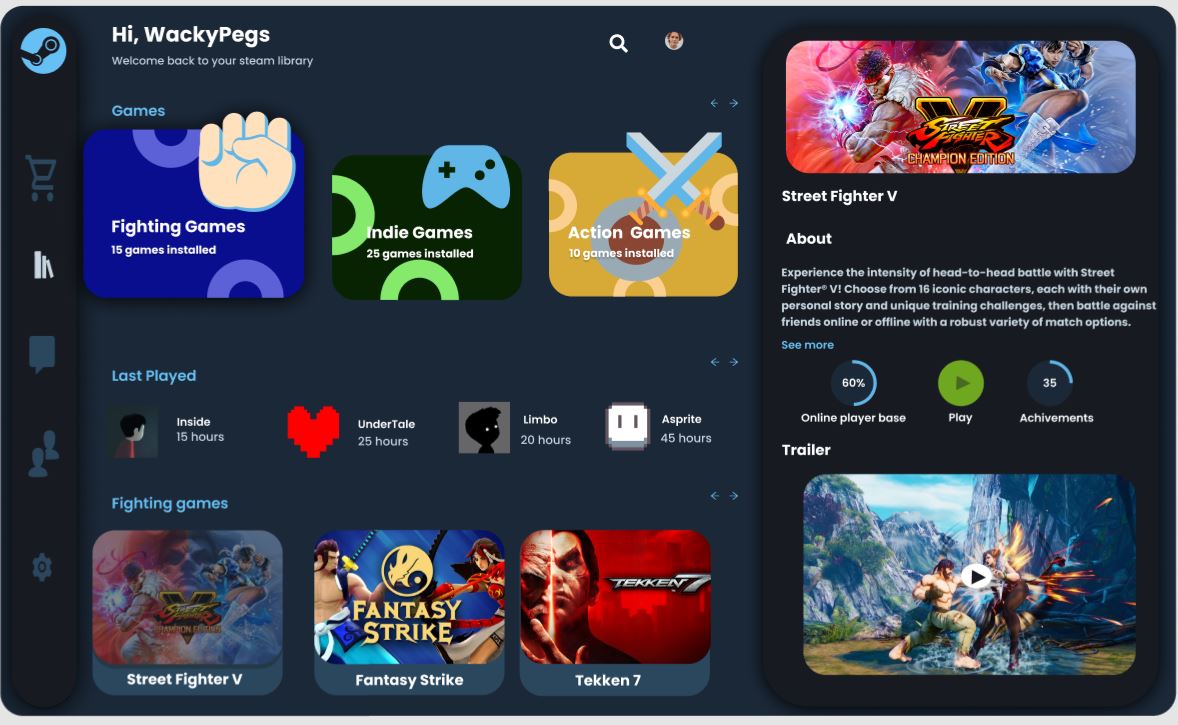 Hi, WackyPegs
Welcome back to your steam library
Games
Fighting Games
15 games installed
Indie Games
25 games installed
Action Games
10 games installed
Last Played
Inside
15 hours
UnderTale
25 hours
Limbo
20 hours
Asprite
45 hours
Fighting games
V
STREET FIGHTER
CHAMPION EDITION
Street Fighter V
FANTASY
STRIKE
Fantasy Strike
TEKKEN 7
Tekken 7
V
STREET FIGHTER
CHAMPION EDITION
Street Fighter V
About
Experience the intensity of head-to-head battle with Street
Fighter® V! Choose from 16 iconic characters, each with their own
personal story and unique training challenges, then battle against
friends online or offline with a robust variety of match options.
See more
60%
Online player base
Play
35
Achivements
Trailer